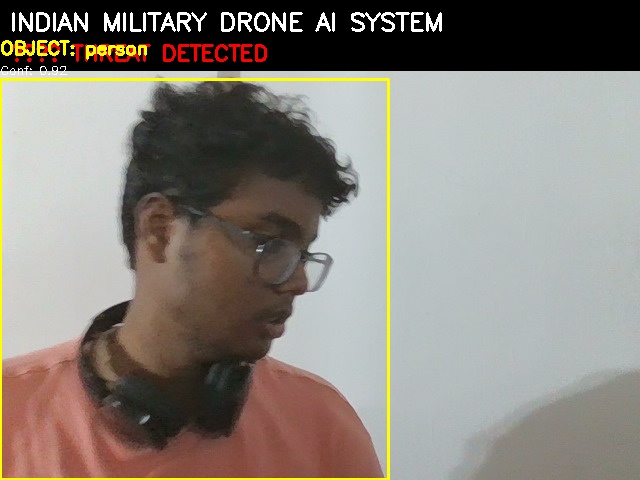 INDIAN MILITARY DRONE AI SYSTEM
OBJECT: person
THREAT DETECTED
Conf: 0.92